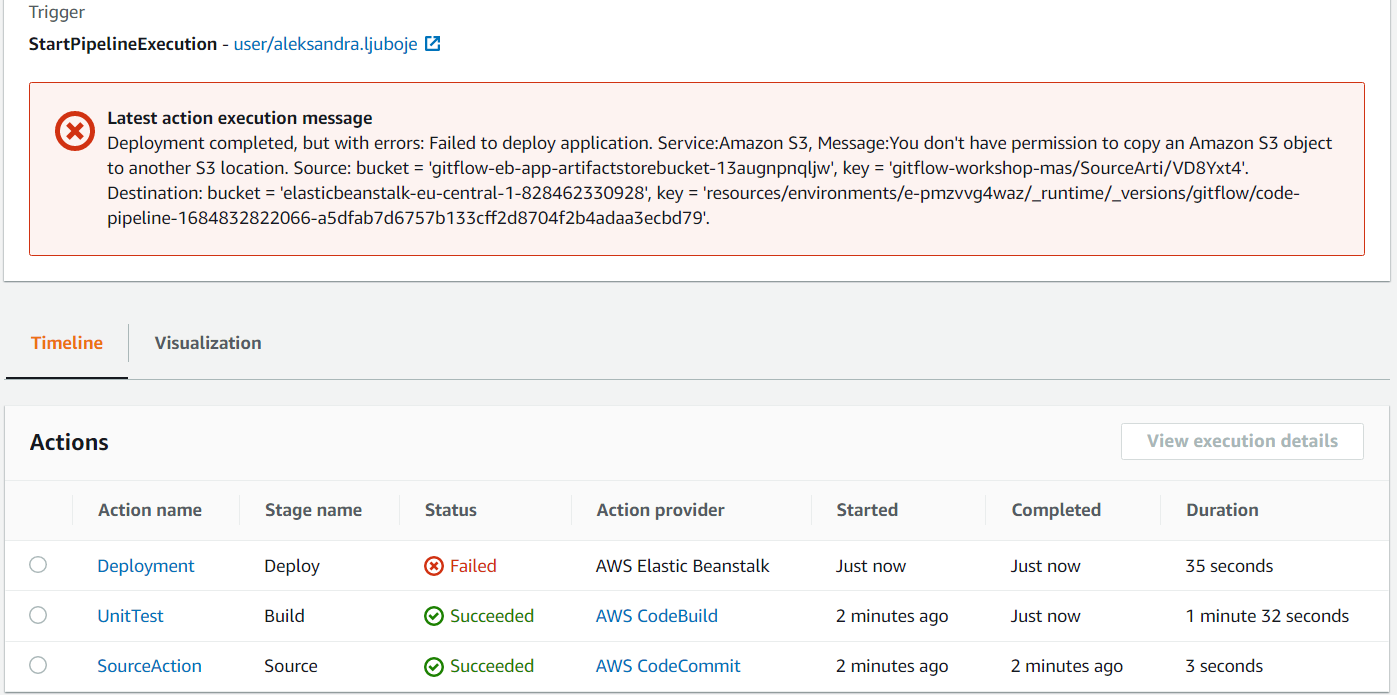 Trigger
StartPipelineExecution - user/aleksandra.ljuboje
Latest action execution message
Deployment completed, but with errors: Failed to deploy application. Service:Amazon S3, Message:You don't have permission to copy an Amazon S3 object
to another S3 location. Source: bucket = 'gitflow-eb-app-artifactstorebucket-13augnpnqljw', key = 'gitflow-workshop-mas/SourceArti/VD8Yxt4'.
Destination: bucket = 'elasticbeanstalk-eu-central-1-828462330928', key = 'resources/environments/e-pmzvvg4waz/_runtime/_versions/gitflow/code-
pipeline-1684832822066-a5dfab7d6757b133cff2d8704f2b4adaa3ecbd79'.
Timeline Visualization
Actions View execution details
Action name Stage name Status Action provider Started Completed Duration
Deployment Deploy Failed AWS Elastic Beanstalk Just now Just now 35 seconds
UnitTest Build Succeeded AWS CodeBuild 2 minutes ago Just now 1 minute 32 seconds
SourceAction Source Succeeded AWS CodeCommit 2 minutes ago 2 minutes ago 3 seconds